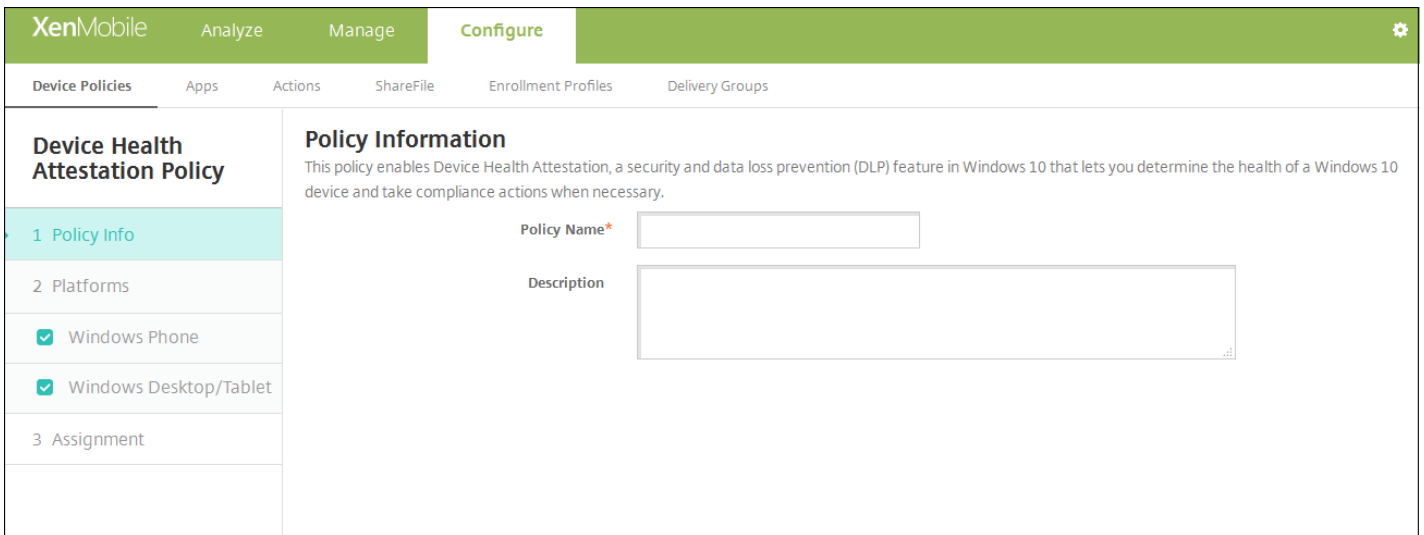 XenMobile Analyze Manage Configure
Device Policies Apps Actions ShareFile Enrollment Profiles Delivery Groups
Device Health
Attestation Policy
1 Policy Info
2 Platforms
Windows Phone
Windows Desktop/Tablet
3 Assignment
Policy Information
This policy enables Device Health Attestation, a security and data loss prevention (DLP) feature in Windows 10 that lets you determine the health of a Windows 10
device and take compliance actions when necessary.
Policy Name*
Description